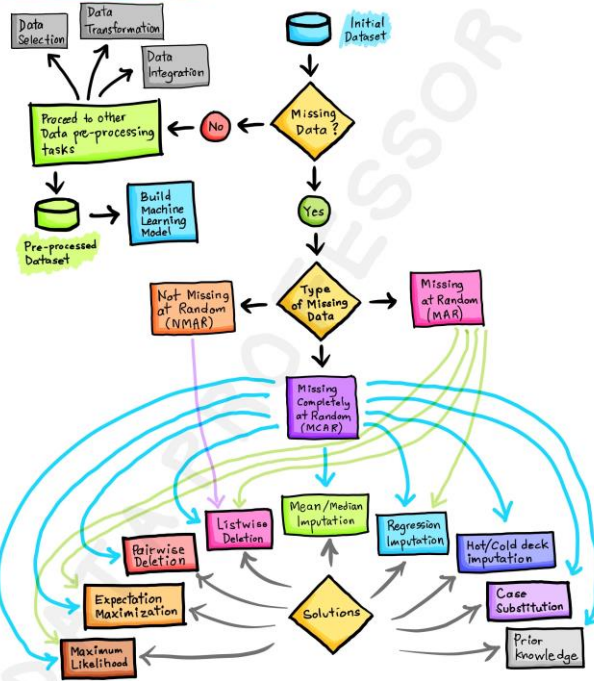 Data
Selection
Data
Transformation
Data
Integration
Initial
Dataset
Proceed to other
Data pre-processing
tasks
No
Missing
Data?
Yes
Pre-processed
Dataset
Build
Machine
Learning
Model
Not Missing
at Random
(NMAR)
Type
of Missing
Data
Missing
at Random
(MAR)
Missing
Completely
at Random
(MCAR)
Listwise
Deletion
Mean/Median
Imputation
Regression
Imputation
Hot/Cold deck
imputation
Pairwise
Deletion
Expectation
Maximization
Solutions
Case
Substitution
Maximum
Likelihood
Prior
Knowledge
DATA PROFESSOR